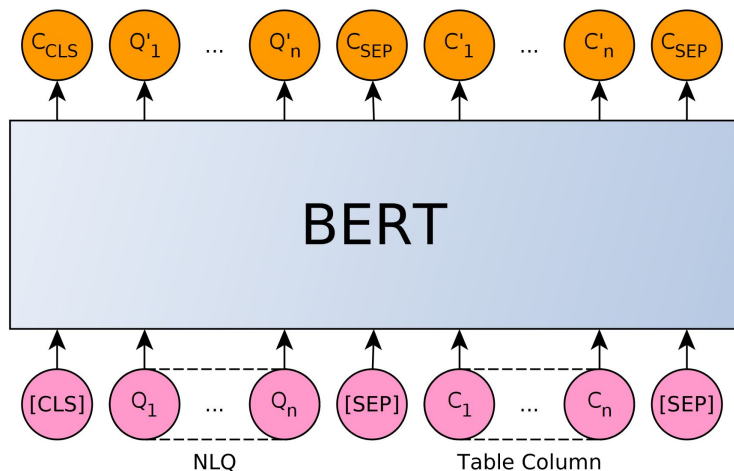 C_CLS Q'_1 ... Q'_n C_SEP C'_1 ... C'_n C_SEP
BERT
[CLS] Q_1 ... Q_n [SEP] C_1 ... C_n [SEP]
NLQ Table Column